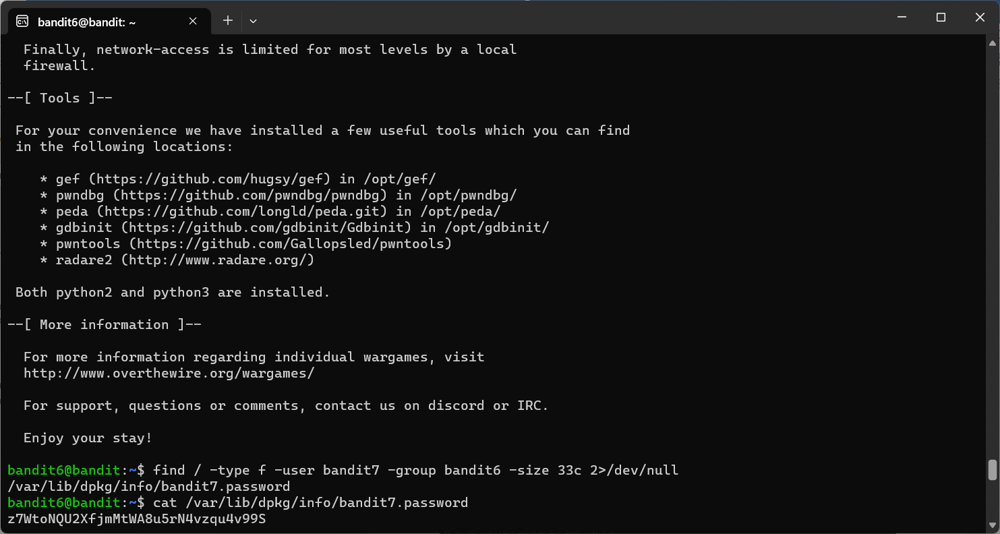 bandit6@bandit: ~
Finally, network-access is limited for most levels by a local
firewall.
--[ Tools ]--
For your convenience we have installed a few useful tools which you can find
in the following locations:
* gef (https://github.com/hugsy/gef) in /opt/gef/
* pwndbg (https://github.com/pwndbg/pwndbg) in /opt/pwndbg/
* peda (https://github.com/longld/peda.git) in /opt/peda/
* gdbinit (https://github.com/gdbinit/Gdbinit) in /opt/gdbinit/
* pwntools (https://github.com/Gallopsled/pwntools)
* radare2 (http://www.radare.org/)
Both python2 and python3 are installed.
--[ More information ]--
For more information regarding individual wargames, visit
http://www.overthewire.org/wargames/
For support, questions or comments, contact us on discord or IRC.
Enjoy your stay!
bandit6@bandit:~$ find / -type f -user bandit7 -group bandit6 -size 33c 2>/dev/null
/var/lib/dpkg/info/bandit7.password
bandit6@bandit:~$ cat /var/lib/dpkg/info/bandit7.password
z7WtoNQU2XfjmMtWA8u5rN4vzqu4v99S